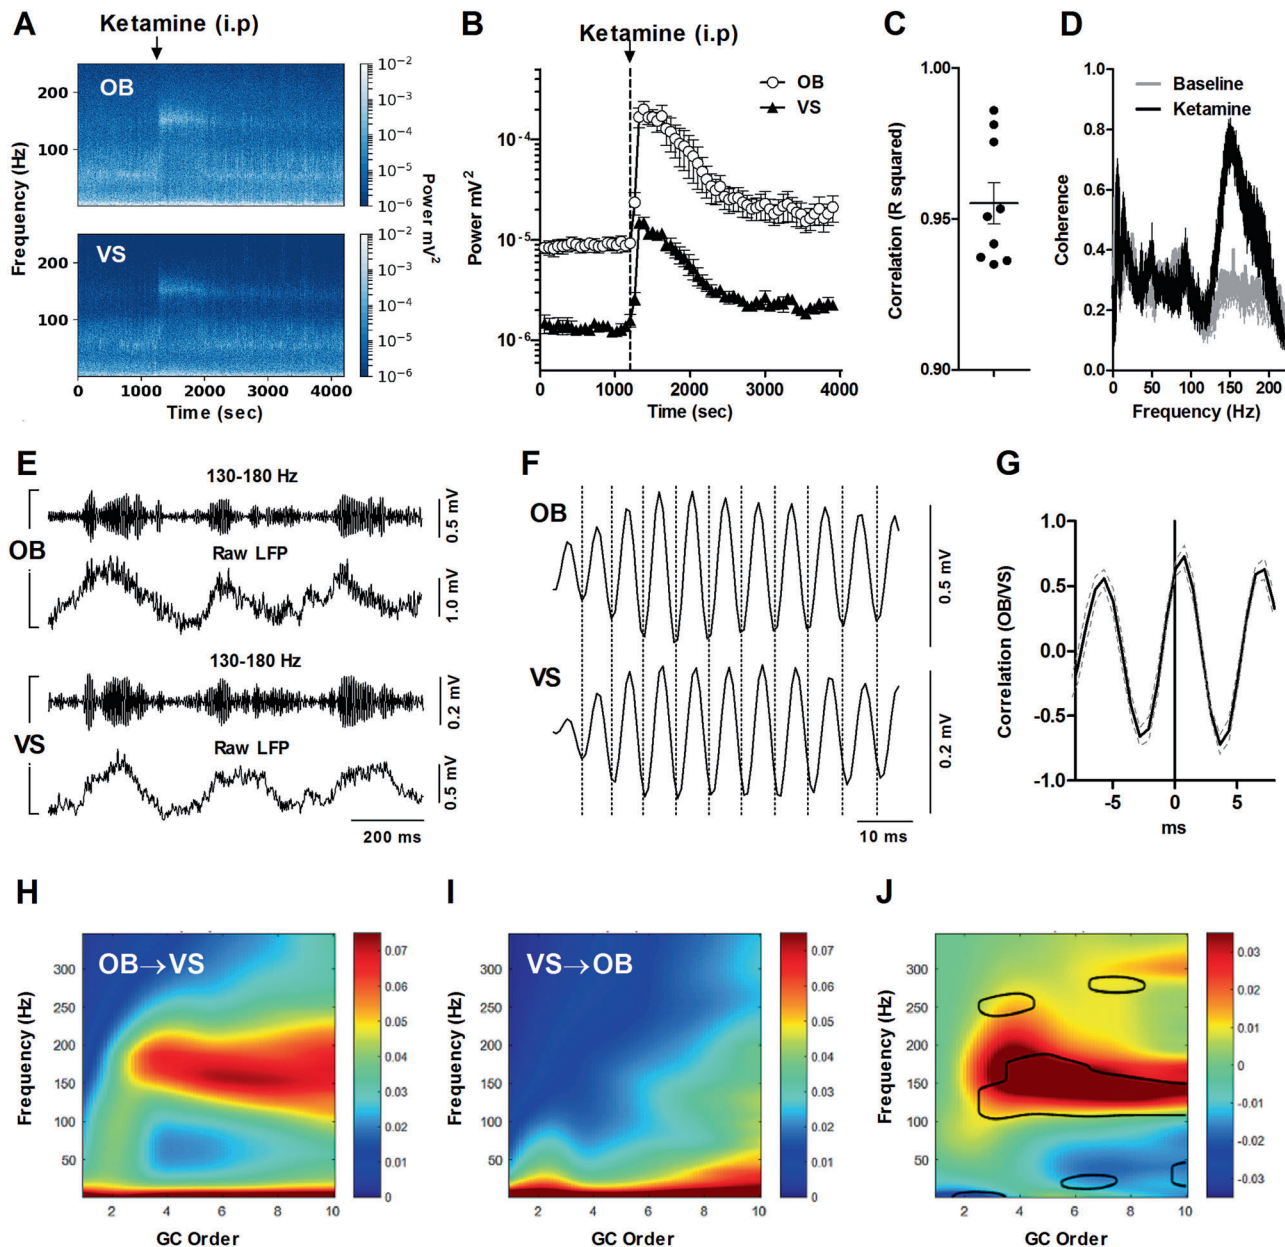 A
Ketamine (i.p)
OB
VS
200
100
200
100
Frequency (Hz)
0
1000
2000
3000
4000
Time (sec)
10⁻²
10⁻³
10⁻⁴
10⁻⁵
10⁻⁶
10⁻²
10⁻³
10⁻⁴
10⁻⁵
10⁻⁶
Power mV²
B
Ketamine (i.p)
OB
VS
10⁻⁴
10⁻⁵
10⁻⁶
Power mV²
0
1000
2000
3000
4000
Time (sec)
C
1.00
0.95
0.90
Correlation (R squared)
D
Baseline
Ketamine
1.0
0.8
0.6
0.4
0.2
0.0
Coherence
0
50
100
150
200
Frequency (Hz)
E
130-180 Hz
0.5 mV
OB
Raw LFP
1.0 mV
130-180 Hz
0.2 mV
VS
Raw LFP
0.5 mV
200 ms
F
OB
0.5 mV
VS
0.2 mV
10 ms
G
1.0
0.5
0.0
-0.5
-1.0
Correlation (OB/VS)
-5
0
5
ms
H
OB→VS
300
250
200
150
100
50
Frequency (Hz)
2
4
6
8
10
GC Order
0.07
0.06
0.05
0.04
0.03
0.02
0.01
0
I
VS→OB
300
250
200
150
100
50
Frequency (Hz)
2
4
6
8
10
GC Order
0.07
0.06
0.05
0.04
0.03
0.02
0.01
0
J
300
250
200
150
100
50
Frequency (Hz)
2
4
6
8
10
GC Order
0.03
0.02
0.01
0
-0.01
-0.02
-0.03